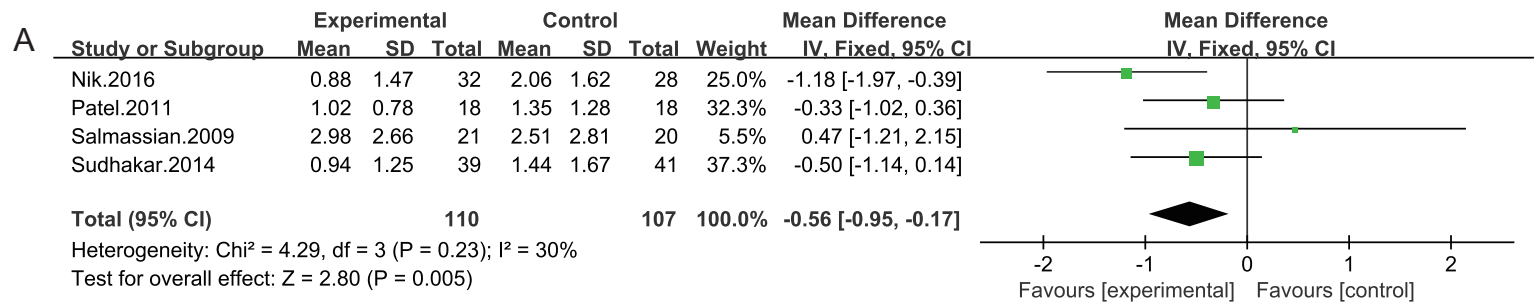 A
Experimental Control Mean Difference Mean Difference
Study or Subgroup Mean SD Total Mean SD Total Weight IV, Fixed, 95% CI IV, Fixed, 95% CI
Nik.2016 0.88 1.47 32 2.06 1.62 28 25.0% -1.18 [-1.97, -0.39]
Patel.2011 1.02 0.78 18 1.35 1.28 18 32.3% -0.33 [-1.02, 0.36]
Salmassian.2009 2.98 2.66 21 2.51 2.81 20 5.5% 0.47 [-1.21, 2.15]
Sudhakar.2014 0.94 1.25 39 1.44 1.67 41 37.3% -0.50 [-1.14, 0.14]
Total (95% CI) 110 107 100.0% -0.56 [-0.95, -0.17]
Heterogeneity: Chi² = 4.29, df = 3 (P = 0.23); I² = 30%
Test for overall effect: Z = 2.80 (P = 0.005)
-2 -1 0 1 2
Favours [experimental] Favours [control]